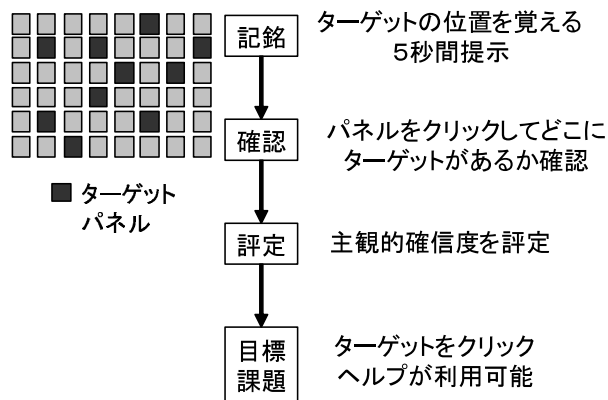 記銘
ターゲットの位置を覚える
５秒間提示
確認
パネルをクリックしてどこに
ターゲットがあるか確認
ターゲット
パネル
評定
主観的確信度を評定
目標
課題
ターゲットをクリック
ヘルプが利用可能